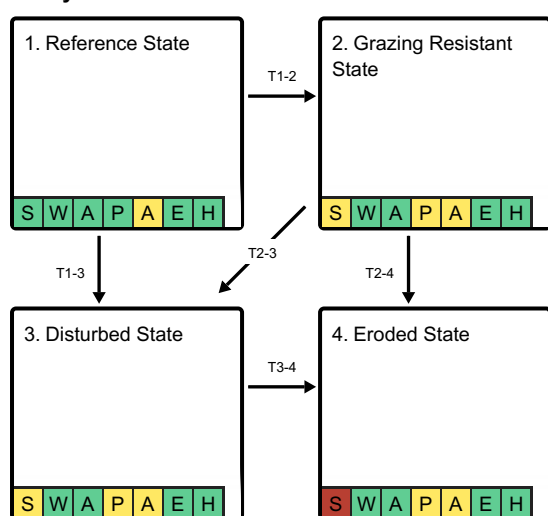 1. Reference State
S W A P A E H
T1-2
2. Grazing Resistant
State
S W A P A E H
T1-3
T2-3
T2-4
3. Disturbed State
S W A P A E H
T3-4
4. Eroded State
S W A P A E H